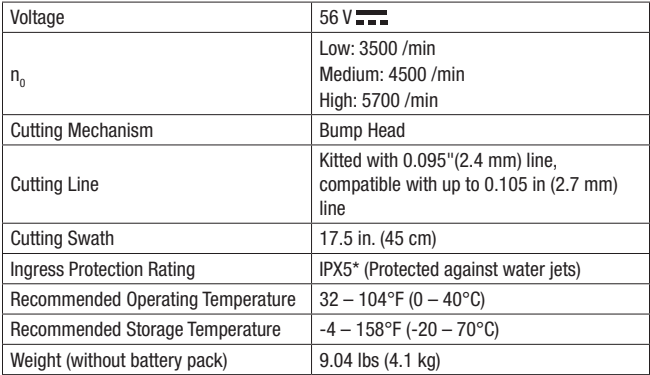 Voltage 56 V
n0 Low: 3500 /min
Medium: 4500 /min
High: 5700 /min
Cutting Mechanism Bump Head
Cutting Line Kitted with 0.095"(2.4 mm) line,
compatible with up to 0.105 in (2.7 mm)
line
Cutting Swath 17.5 in. (45 cm)
Ingress Protection Rating IPX5* (Protected against water jets)
Recommended Operating Temperature 32 – 104°F (0 – 40°C)
Recommended Storage Temperature -4 – 158°F (-20 – 70°C)
Weight (without battery pack) 9.04 lbs (4.1 kg)